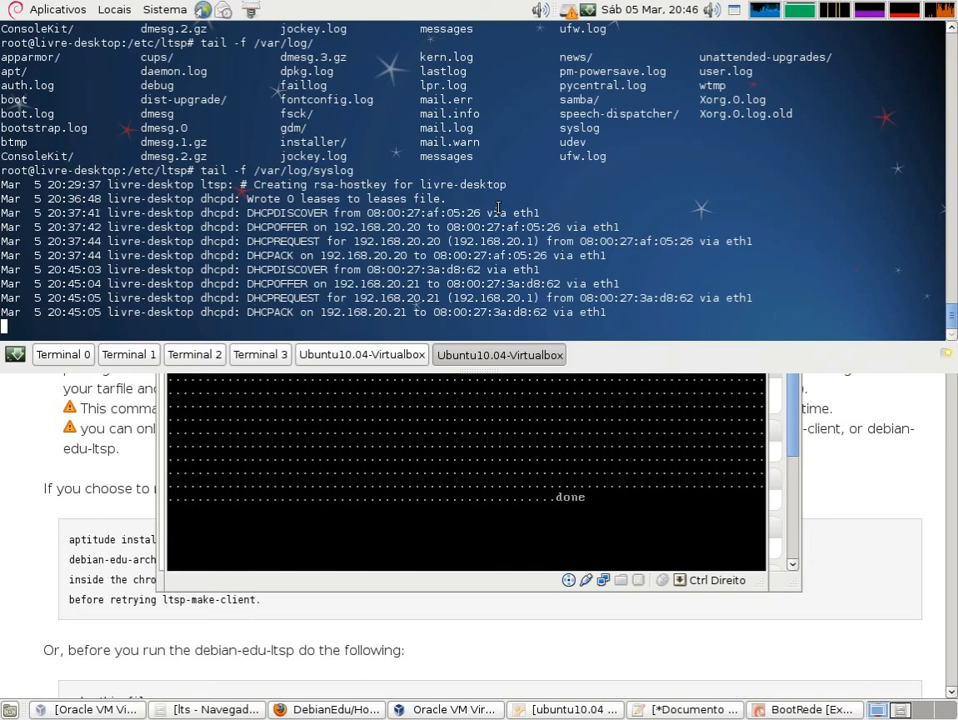 Aplicativos Locais Sistema Sáb 05 Mar, 20:46
ConsoleKit/ dmesg.2.gz jockey.log messages ufw.log
root@livre-desktop:/etc/ltsp# tail -f /var/log/
apparmor/ cups/ dmesg.3.gz kern.log news/ unattended-upgrades/
apt/ daemon.log dpkg.log lastlog pm-powersave.log user.log
auth.log debug faillog lpr.log pycentral.log wtmp
boot dist-upgrade/ fontconfig.log mail.err samba/ Xorg.0.log
boot.log dmesg fsck/ mail.info speech-dispatcher/ Xorg.0.log.old
bootstrap.log dmesg.0 gdm/ mail.log syslog
btmp dmesg.1.gz installer/ mail.warn udev
ConsoleKit/ dmesg.2.gz jockey.log messages ufw.log
root@livre-desktop:/etc/ltsp# tail -f /var/log/syslog
Mar 5 20:29:37 livre-desktop ltsp: # Creating rsa-hostkey for livre-desktop
Mar 5 20:36:48 livre-desktop dhcpd: Wrote 0 leases to leases file.
Mar 5 20:37:41 livre-desktop dhcpd: DHCPDISCOVER from 08:00:27:af:05:26 via eth1
Mar 5 20:37:42 livre-desktop dhcpd: DHCPOFFER on 192.168.20.20 to 08:00:27:af:05:26 via eth1
Mar 5 20:37:44 livre-desktop dhcpd: DHCPREQUEST for 192.168.20.20 (192.168.20.1) from 08:00:27:af:05:26 via eth1
Mar 5 20:37:44 livre-desktop dhcpd: DHCPACK on 192.168.20.20 to 08:00:27:af:05:26 via eth1
Mar 5 20:45:03 livre-desktop dhcpd: DHCPDISCOVER from 08:00:27:3a:d8:62 via eth1
Mar 5 20:45:04 livre-desktop dhcpd: DHCPOFFER on 192.168.20.21 to 08:00:27:3a:d8:62 via eth1
Mar 5 20:45:05 livre-desktop dhcpd: DHCPREQUEST for 192.168.20.21 (192.168.20.1) from 08:00:27:3a:d8:62 via eth1
Mar 5 20:45:05 livre-desktop dhcpd: DHCPACK on 192.168.20.21 to 08:00:27:3a:d8:62 via eth1
Terminal 0 Terminal 1 Terminal 2 Terminal 3 Ubuntu10.04-Virtualbox Ubuntu10.04-Virtualbox
your tarfile and ).
This comma time.
you can onl -client, or debian-
edu-ltsp.
..........done
If you choose to
aptitude instal
debian-edu-arch
inside the chro
before retrying ltsp-make-client.
Ctrl Direito
Or, before you run the debian-edu-ltsp do the following:
[Oracle VM Vi... [lts - Navegad... DebianEdu/Ho... Oracle VM Vir... [ubuntu10.04 ... [*Documento ... BootRede [Ex...